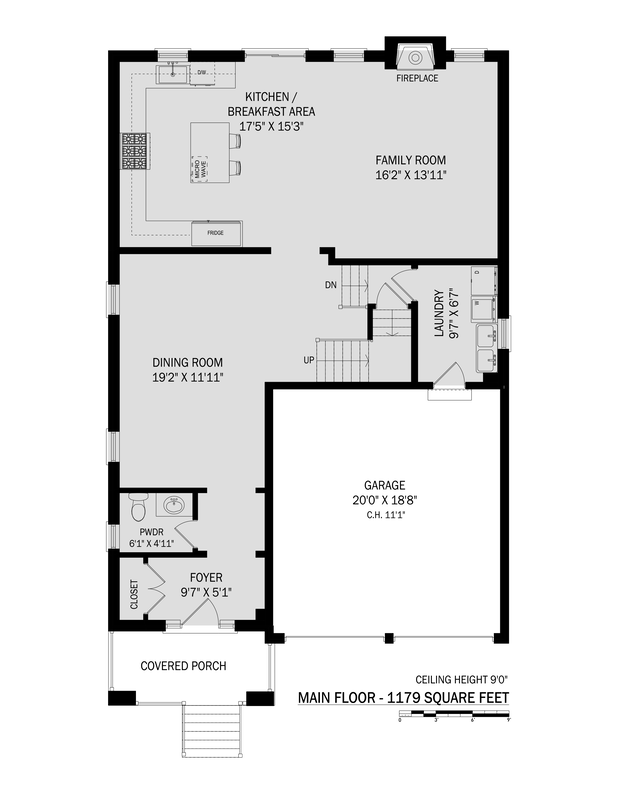 DW
FIREPLACE
KITCHEN /
BREAKFAST AREA
17'5" X 15'3"
MICRO
WAVE
FAMILY ROOM
16'2" X 13'11"
FRIDGE
DN
LAUNDRY
9'7" X 6'7"
UP
DINING ROOM
19'2" X 11'11"
GARAGE
20'0" X 18'8"
C.H. 11'1"
PWDR
6'1" X 4'11"
CLOSET
FOYER
9'7" X 5'1"
COVERED PORCH
CEILING HEIGHT 9'0"
MAIN FLOOR - 1179 SQUARE FEET
0 3' 6' 9'